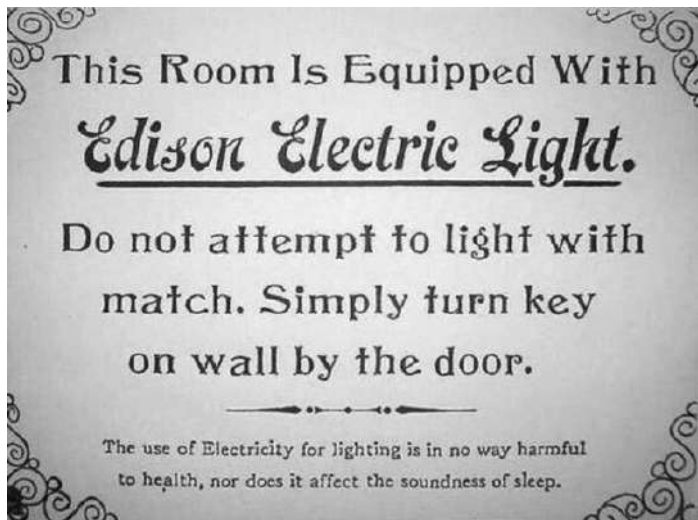 This Room Is Equipped With
Edison Electric Light.
Do not attempt to light with
match. Simply turn key
on wall by the door.
The use of Electricity for lighting is in no way harmful
to health, nor does it affect the soundness of sleep.